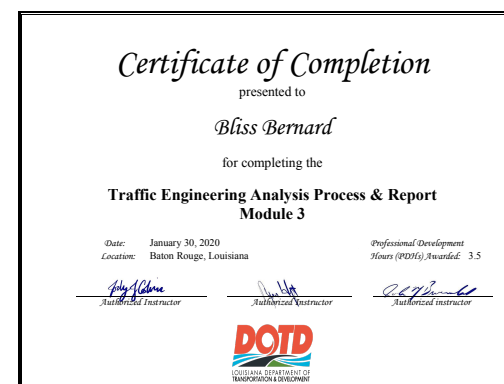 Certificate of Completion
presented to
Bliss Bernard
for completing the
Traffic Engineering Analysis Process & Report
Module 3
Date: January 30, 2020
Location: Baton Rouge, Louisiana
Professional Development
Hours (PDHs) Awarded: 3.5
Authorized Instructor
Authorized Instructor
Authorized instructor
DOTD
LOUISIANA DEPARTMENT OF
TRANSPORTATION & DEVELOPMENT